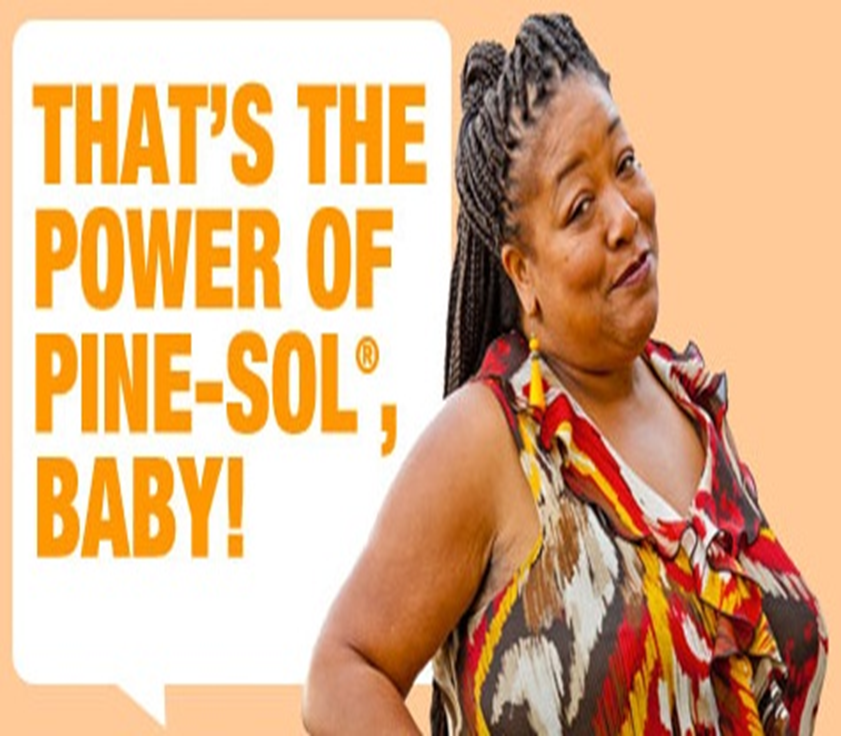 THAT’S THE
POWER OF
PINE-SOL®,
BABY!